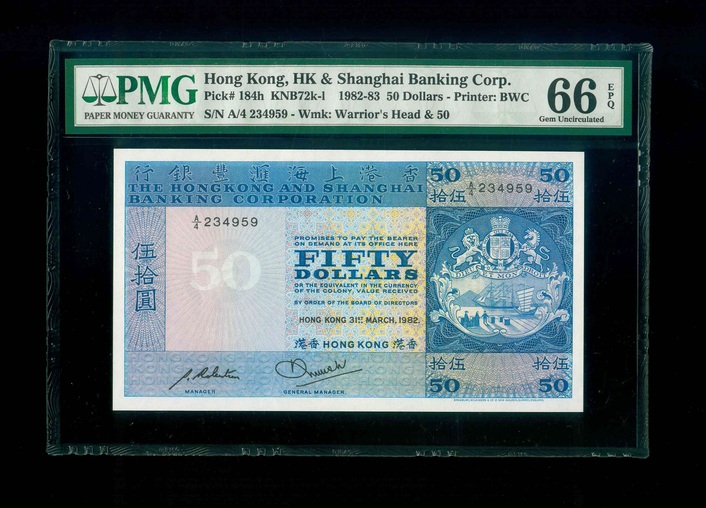 PMG
PAPER MONEY GUARANTY
Hong Kong, HK & Shanghai Banking Corp.
Pick# 184h KNB72k-l 1982-83 50 Dollars - Printer: BWC
S/N A/4 234959 - Wmk: Warrior's Head & 50
66 EPQ
Gem Uncirculated
行銀豐滙海上港香
THE HONGKONG AND SHANGHAI
BANKING CORPORATION
50 50
A/4 234959
拾伍 拾伍
A/4 234959
50
伍拾圓
PROMISES TO PAY THE BEARER
ON DEMAND AT ITS OFFICE HERE
FIFTY
DOLLARS
OR THE EQUIVALENT IN THE CURRENCY
OF THE COLONY, VALUE RECEIVED
BY ORDER OF THE BOARD OF DIRECTORS
HONG KONG 31ST MARCH, 1982.
港香 HONG KONG 港香
DIEU ET MON DROIT
拾伍 拾伍
50 50
MANAGER
GENERAL MANAGER.